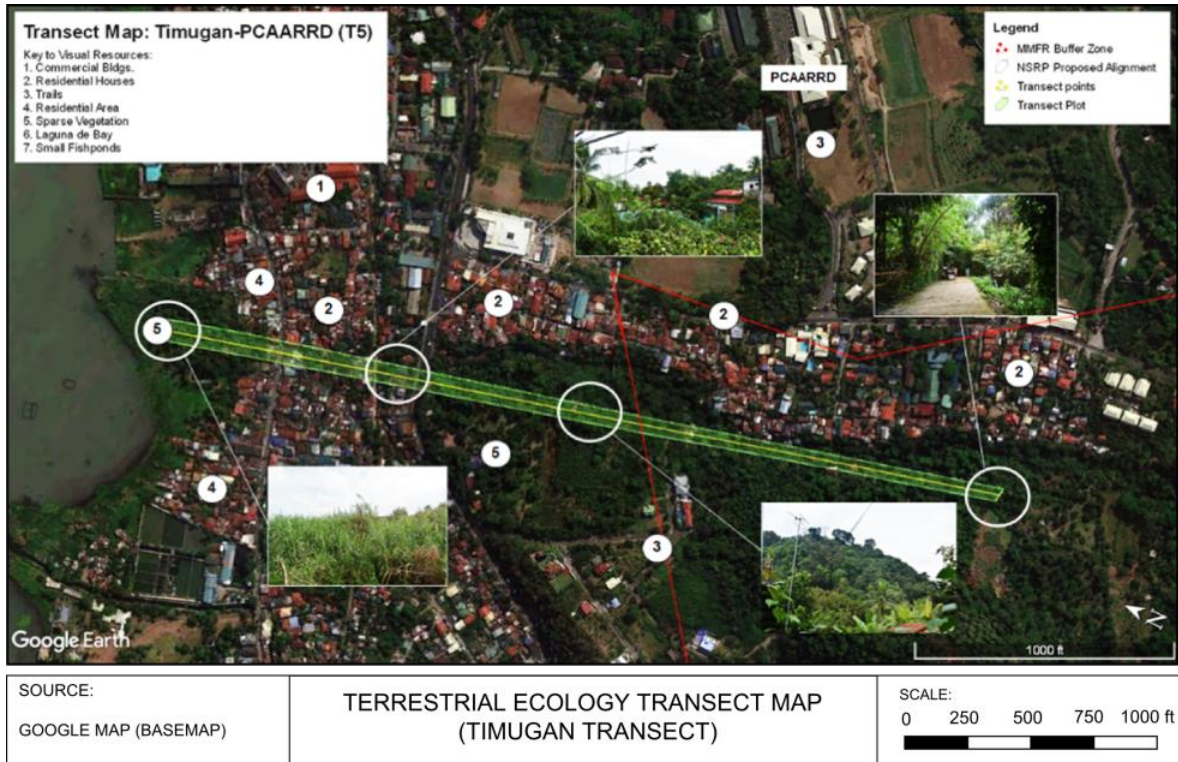 Transect Map: Timugan-PCAARRD (T5)
Key to Visual Resources:
1. Commercial Bldgs.
2. Residential Houses
3. Trails
4. Residential Area
5. Sparse Vegetation
6. Laguna de Bay
7. Small Fishponds
Legend
MMFR Buffer Zone
NSRP Proposed Alignment
Transect points
Transect Plot
PCAARRD
3
1
4
2
2
2
5
2
5
4
3
N
Google Earth
1000 ft
SOURCE:
GOOGLE MAP (BASEMAP)
TERRESTRIAL ECOLOGY TRANSECT MAP
(TIMUGAN TRANSECT)
SCALE:
0 250 500 750 1000 ft